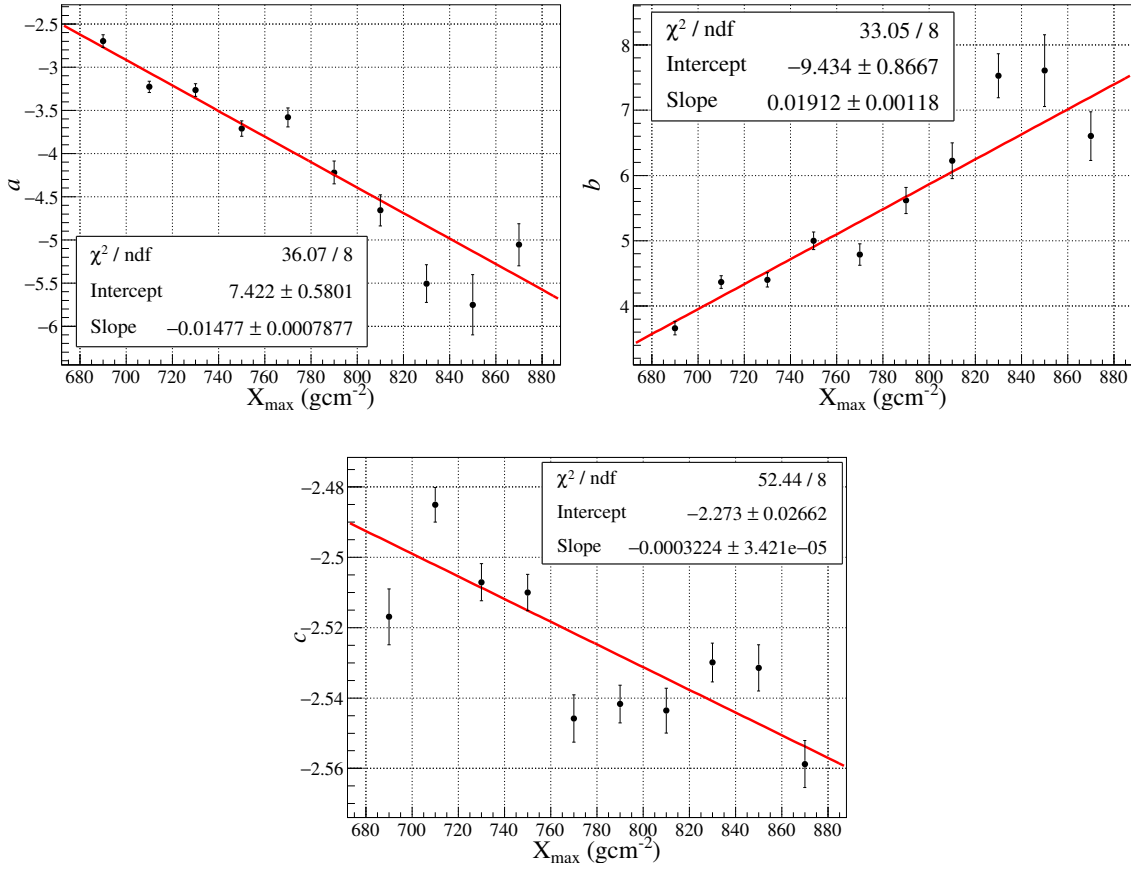 −2.5
−3
−3.5
−4
−4.5
−5
−5.5
−6
a
χ² / ndf 36.07 / 8
Intercept 7.422 ± 0.5801
Slope −0.01477 ± 0.0007877
680 700 720 740 760 780 800 820 840 860 880
X_max (gcm⁻²)
8
7
6
5
4
b
χ² / ndf 33.05 / 8
Intercept −9.434 ± 0.8667
Slope 0.01912 ± 0.00118
680 700 720 740 760 780 800 820 840 860 880
X_max (gcm⁻²)
−2.48
−2.5
−2.52
−2.54
−2.56
c
χ² / ndf 52.44 / 8
Intercept −2.273 ± 0.02662
Slope −0.0003224 ± 3.421e−05
680 700 720 740 760 780 800 820 840 860 880
X_max (gcm⁻²)